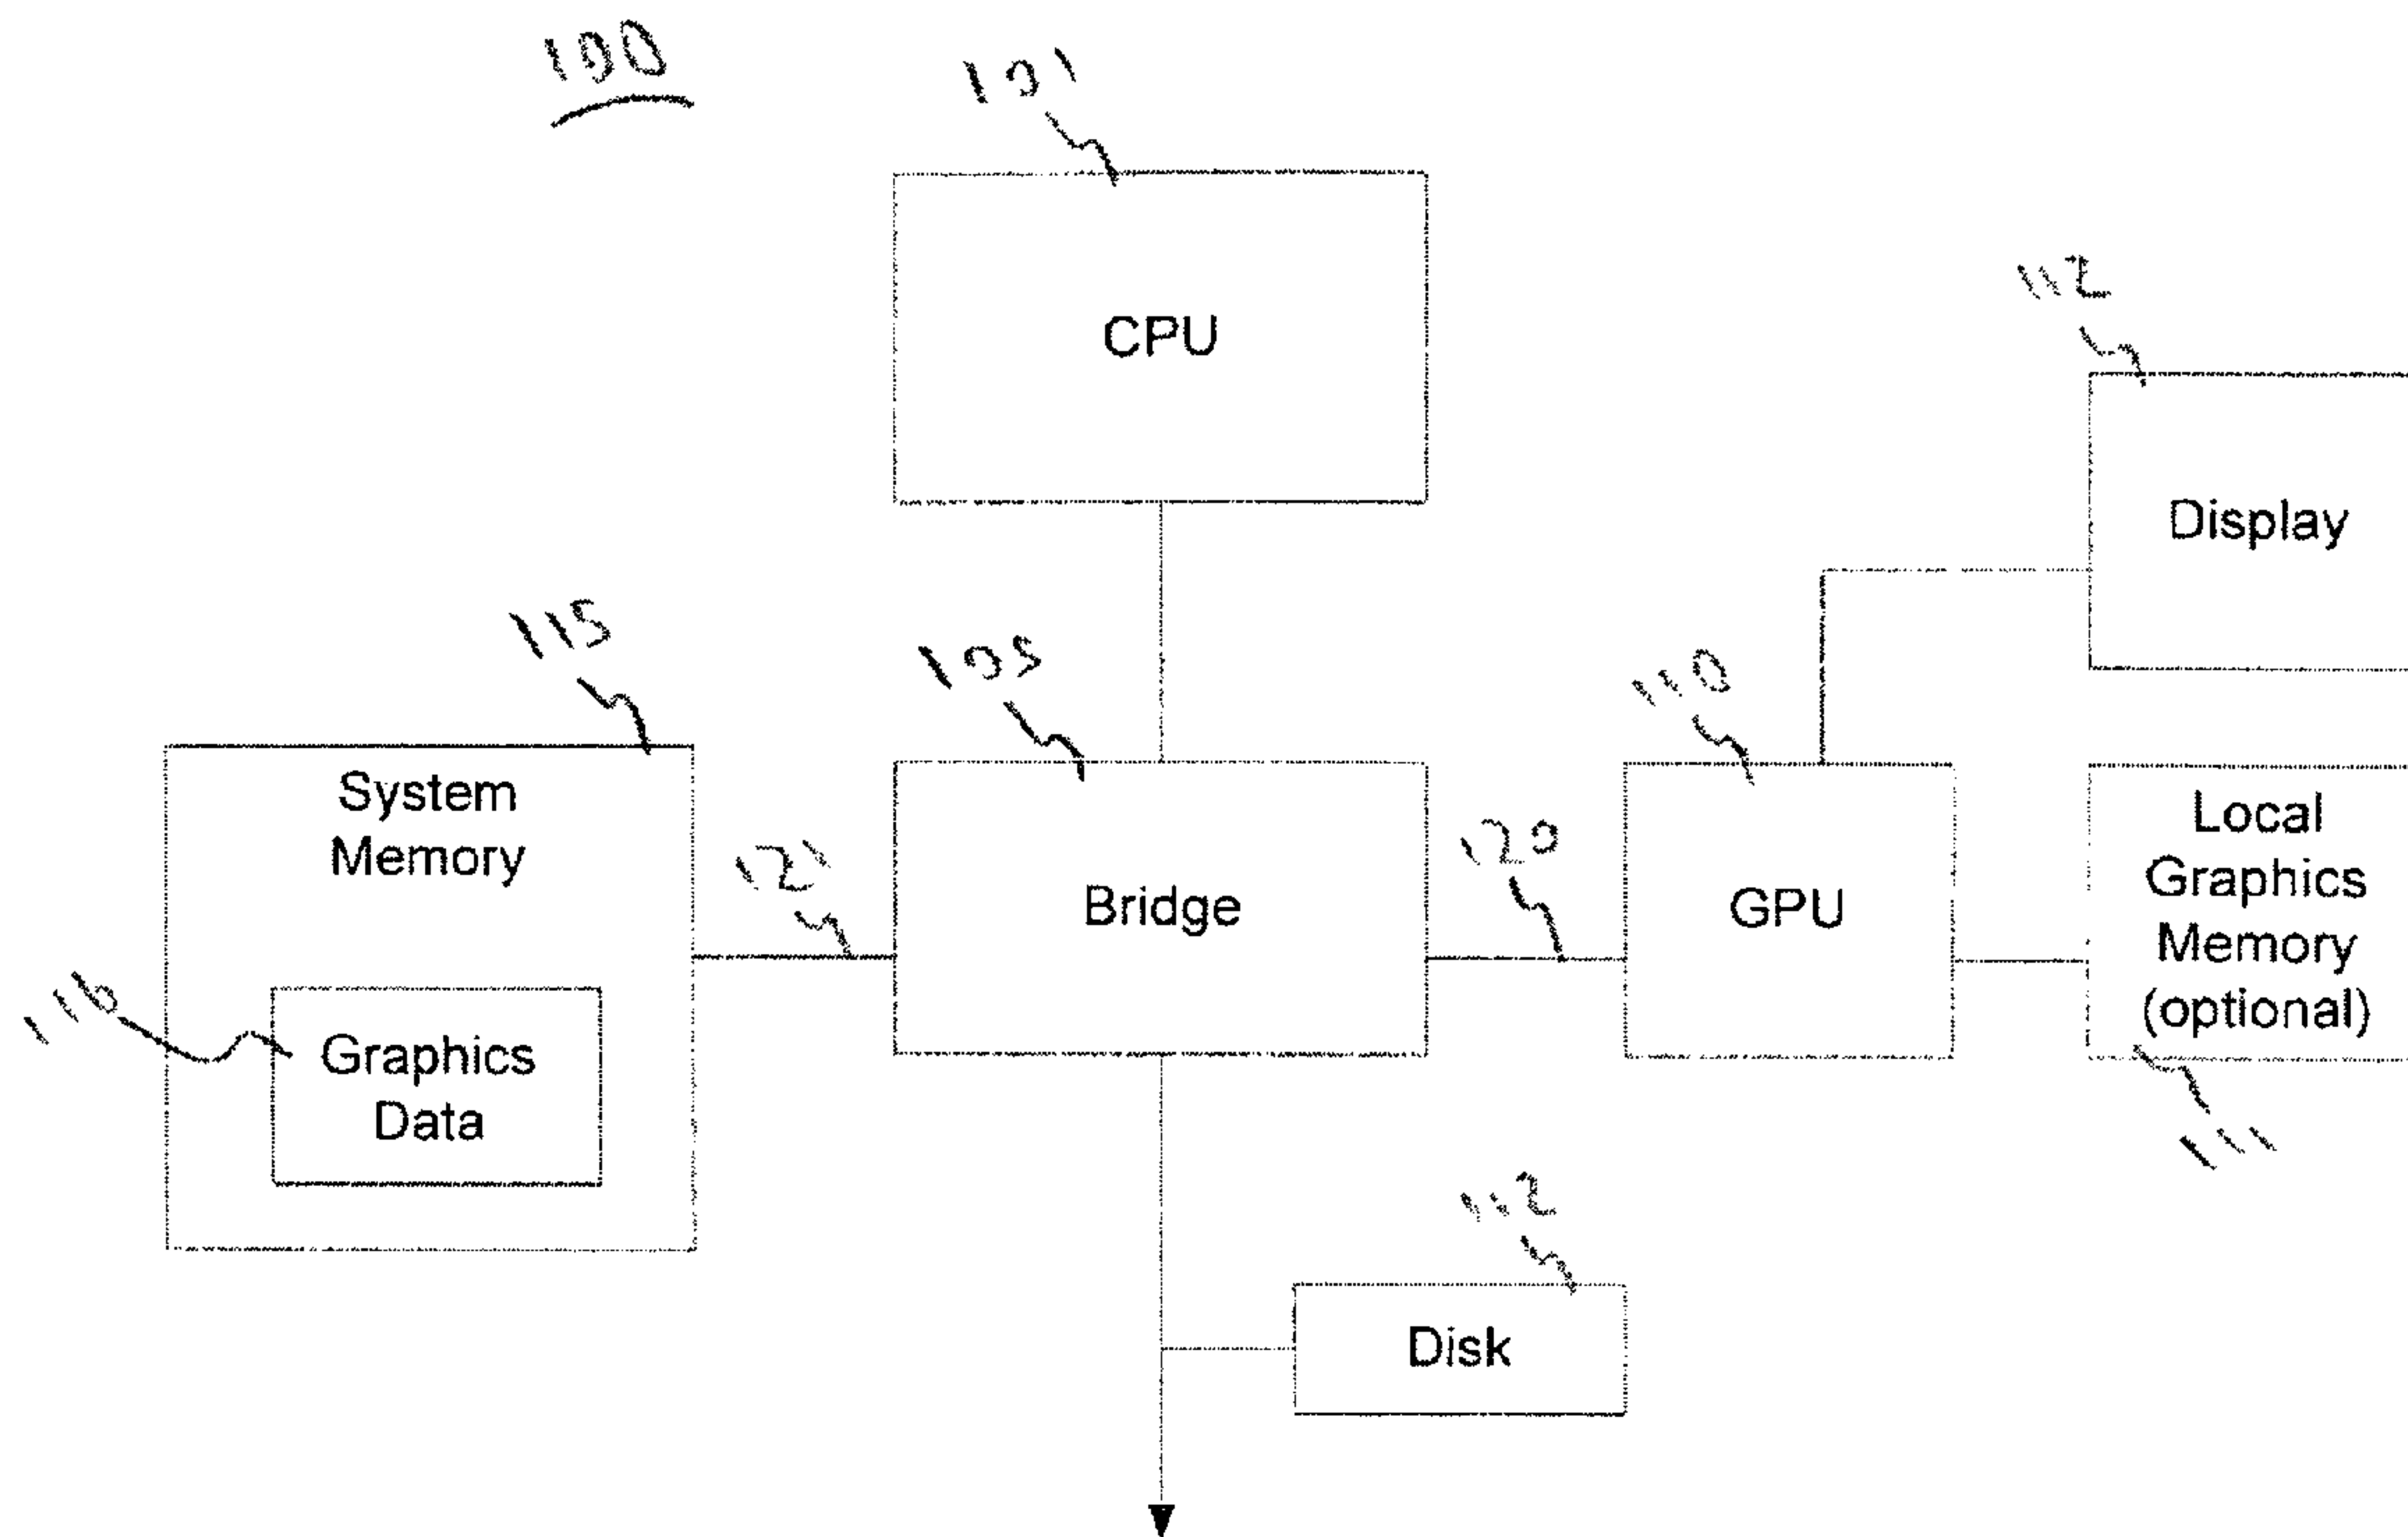 100
101
CPU
112
Display
115
System
Memory
105
Bridge
110
GPU
Local
Graphics
Memory
(optional)
121
120
116
Graphics
Data
111
112
Disk